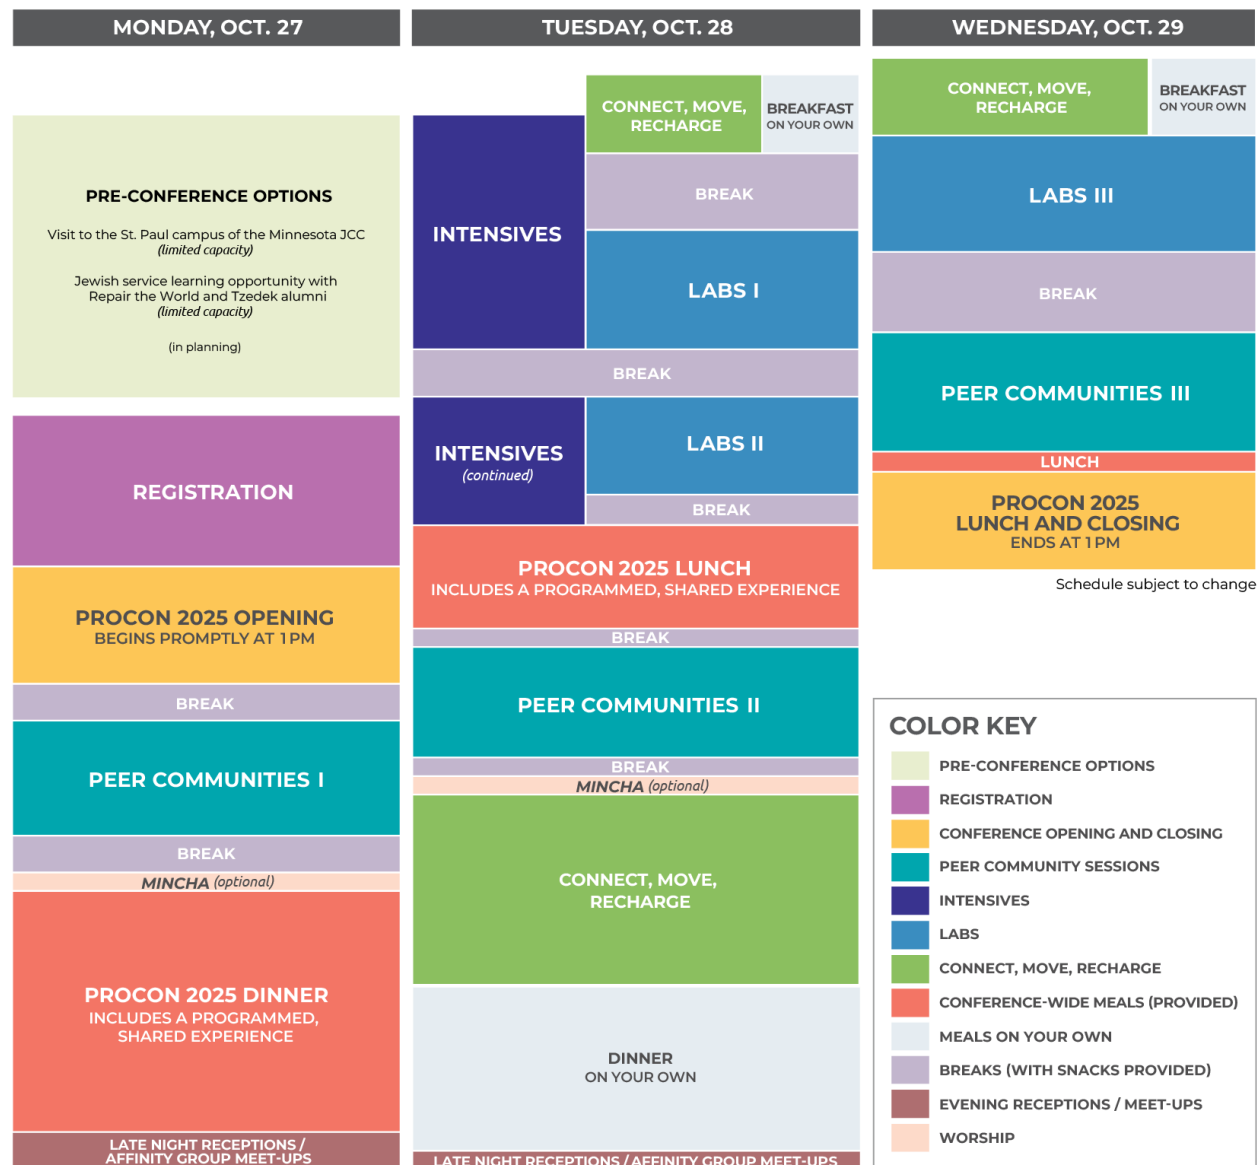 MONDAY, OCT. 27
PRE-CONFERENCE OPTIONS
Visit to the St. Paul campus of the Minnesota JCC
(limited capacity)
Jewish service learning opportunity with
Repair the World and Tzedek alumni
(limited capacity)
(in planning)
REGISTRATION
PROCON 2025 OPENING
BEGINS PROMPTLY AT 1 PM
BREAK
PEER COMMUNITIES I
BREAK
MINCHA (optional)
PROCON 2025 DINNER
INCLUDES A PROGRAMMED,
SHARED EXPERIENCE
LATE NIGHT RECEPTIONS /
AFFINITY GROUP MEET-UPS
TUESDAY, OCT. 28
INTENSIVES
CONNECT, MOVE,
RECHARGE
BREAKFAST
ON YOUR OWN
BREAK
LABS I
BREAK
INTENSIVES
(continued)
LABS II
BREAK
PROCON 2025 LUNCH
INCLUDES A PROGRAMMED, SHARED EXPERIENCE
BREAK
PEER COMMUNITIES II
BREAK
MINCHA (optional)
CONNECT, MOVE,
RECHARGE
DINNER
ON YOUR OWN
LATE NIGHT RECEPTIONS / AFFINITY GROUP MEET-UPS
WEDNESDAY, OCT. 29
CONNECT, MOVE,
RECHARGE
BREAKFAST
ON YOUR OWN
LABS III
BREAK
PEER COMMUNITIES III
LUNCH
PROCON 2025
LUNCH AND CLOSING
ENDS AT 1 PM
Schedule subject to change
COLOR KEY
PRE-CONFERENCE OPTIONS
REGISTRATION
CONFERENCE OPENING AND CLOSING
PEER COMMUNITY SESSIONS
INTENSIVES
LABS
CONNECT, MOVE, RECHARGE
CONFERENCE-WIDE MEALS (PROVIDED)
MEALS ON YOUR OWN
BREAKS (WITH SNACKS PROVIDED)
EVENING RECEPTIONS / MEET-UPS
WORSHIP